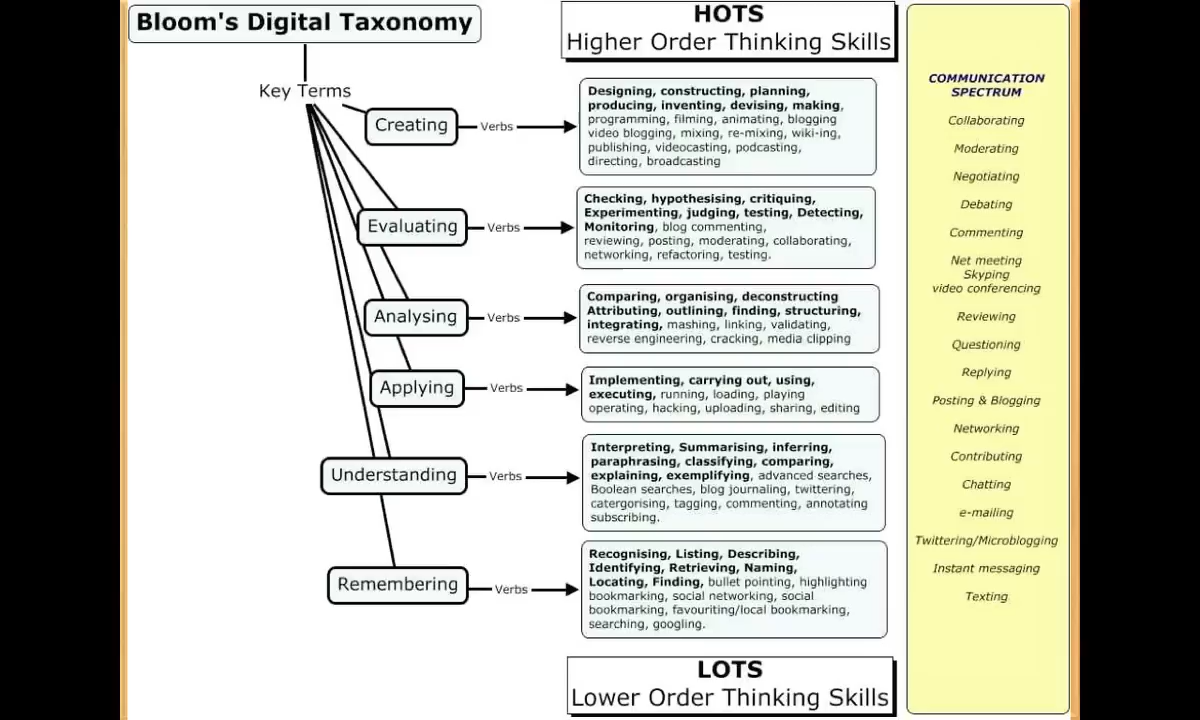 Bloom's Digital Taxonomy
HOTS
Higher Order Thinking Skills
Key Terms
Creating
Verbs
Designing, constructing, planning,
producing, inventing, devising, making,
programming, filming, animating, blogging
video blogging, mixing, re-mixing, wiki-ing,
publishing, videocasting, podcasting,
directing, broadcasting
Evaluating
Verbs
Checking, hypothesising, critiquing,
Experimenting, judging, testing, Detecting,
Monitoring, blog commenting,
reviewing, posting, moderating, collaborating,
networking, refactoring, testing.
Analysing
Verbs
Comparing, organising, deconstructing
Attributing, outlining, finding, structuring,
integrating, mashing, linking, validating,
reverse engineering, cracking, media clipping
Applying
Verbs
Implementing, carrying out, using,
executing, running, loading, playing
operating, hacking, uploading, sharing, editing
Understanding
Verbs
Interpreting, Summarising, inferring,
paraphrasing, classifying, comparing,
explaining, exemplifying, advanced searches,
Boolean searches, blog journaling, twittering,
catergorising, tagging, commenting, annotating
subscribing.
Remembering
Verbs
Recognising, Listing, Describing,
Identifying, Retrieving, Naming,
Locating, Finding, bullet pointing, highlighting
bookmarking, social networking, social
bookmarking, favouriting/local bookmarking,
searching, googling.
LOTS
Lower Order Thinking Skills
COMMUNICATION
SPECTRUM
Collaborating
Moderating
Negotiating
Debating
Commenting
Net meeting
Skyping
video conferencing
Reviewing
Questioning
Replying
Posting & Blogging
Networking
Contributing
Chatting
e-mailing
Twittering/Microblogging
Instant messaging
Texting